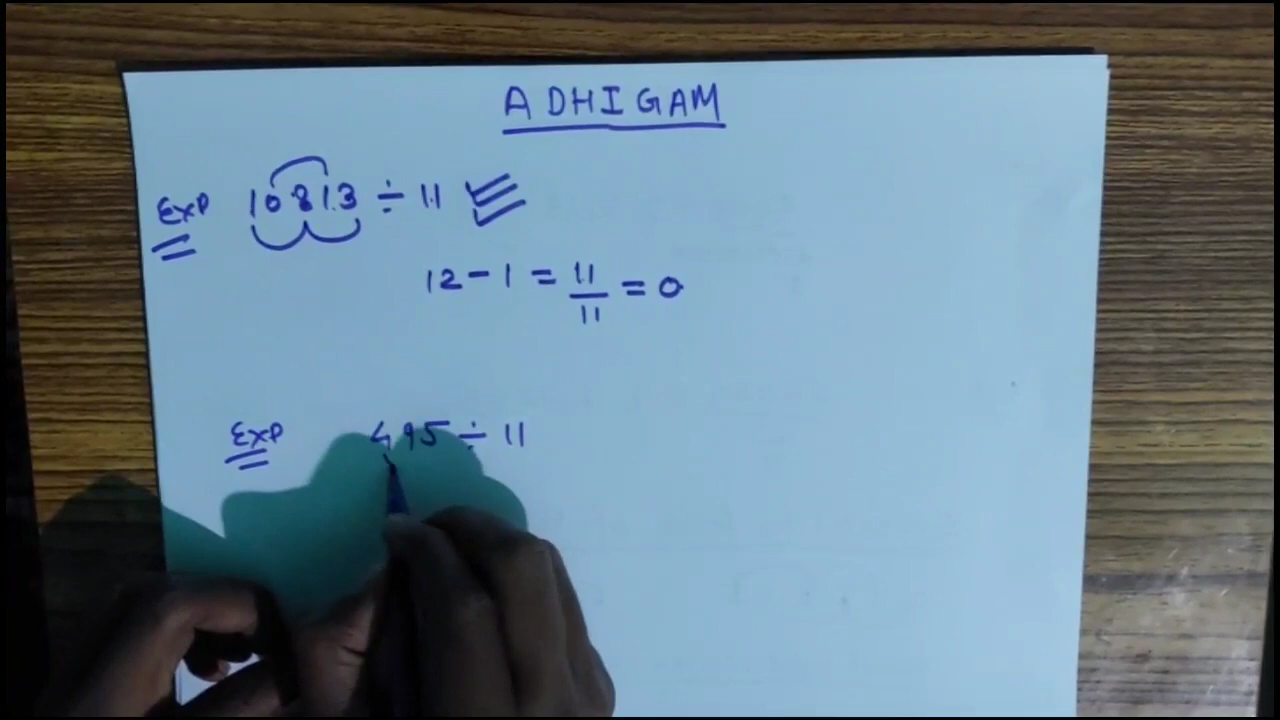 ADHIGAM
Exp 10813 ÷ 11
12 - 1 = 11/11 = 0
Exp 495 ÷ 11